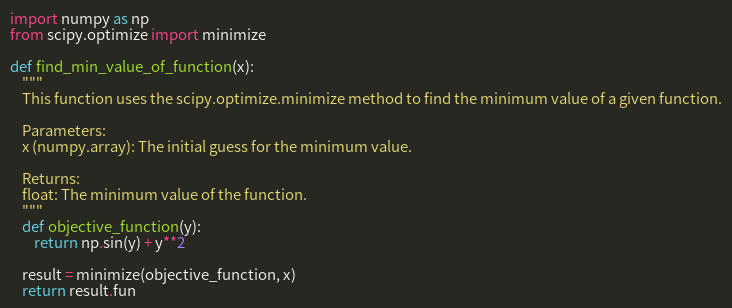 import numpy as np
from scipy.optimize import minimize
def find_min_value_of_function(x):
"""
This function uses the scipy.optimize.minimize method to find the minimum value of a given function.
Parameters:
x (numpy.array): The initial guess for the minimum value.
Returns:
float: The minimum value of the function.
"""
def objective_function(y):
return np.sin(y) + y**2
result = minimize(objective_function, x)
return result.fun